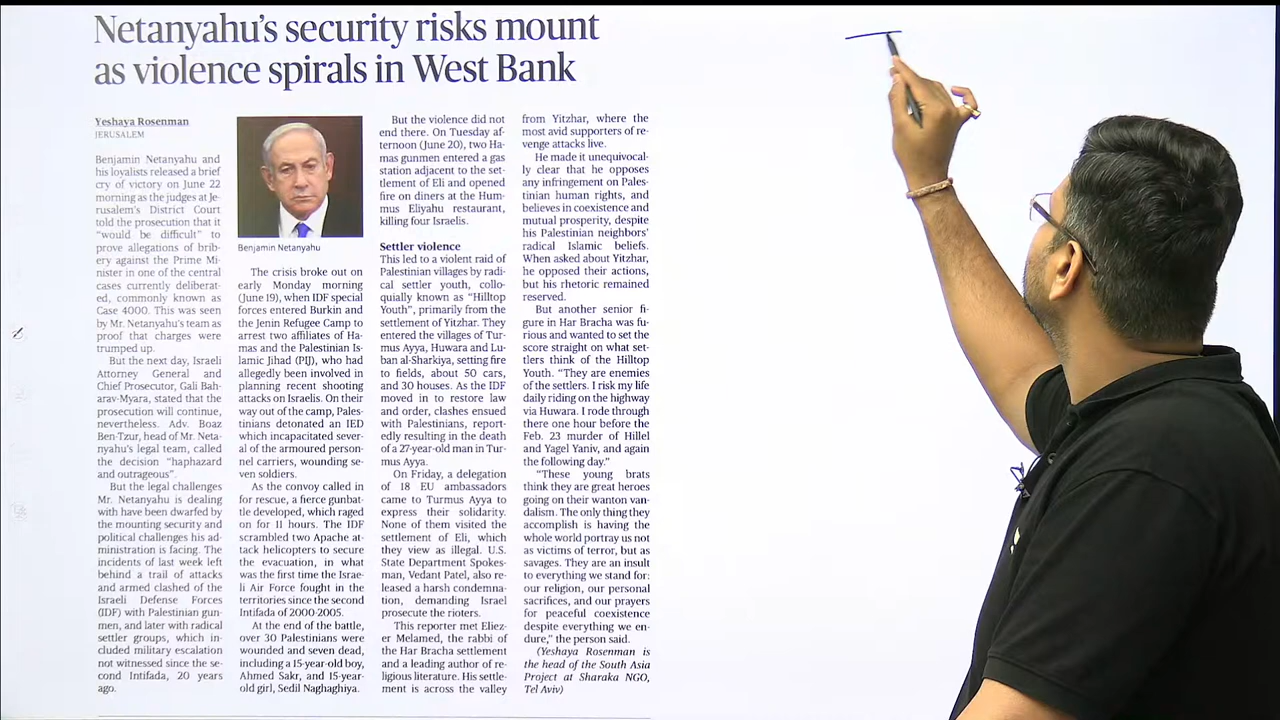 Netanyahu's security risks mount
as violence spirals in West Bank
Yeshaya Rosenman
JERUSALEM
Benjamin Netanyahu and
his loyalists released a brief
cry of victory on June 22
morning as the judges at Je-
rusalem's District Court
told the prosecution that it
“would be difficult” to
prove allegations of brib-
ery against the Prime Mi-
nister in one of the central
cases currently deliberat-
ed, commonly known as
Case 4000. This was seen
by Mr. Netanyahu's team as
proof that charges were
trumped up.
But the next day, Israeli
Attorney General and
Chief Prosecutor, Gali Bah-
arav-Myara, stated that the
prosecution will continue,
nevertheless. Adv. Boaz
Ben-Tzur, head of Mr. Neta-
nyahu's legal team, called
the decision “haphazard
and outrageous”.
But the legal challenges
Mr. Netanyahu is dealing
with have been dwarfed by
the mounting security and
political challenges his ad-
ministration is facing. The
incidents of last week left
behind a trail of attacks
and armed clashed of the
Israeli Defense Forces
(IDF) with Palestinian gun-
men, and later with radical
settler groups, which in-
cluded military escalation
not witnessed since the se-
cond Intifada, 20 years
ago.
Benjamin Netanyahu
The crisis broke out on
early Monday morning
(June 19), when IDF special
forces entered Burkin and
the Jenin Refugee Camp to
arrest two affiliates of Ha-
mas and the Palestinian Is-
lamic Jihad (PIJ), who had
allegedly been involved in
planning recent shooting
attacks on Israelis. On their
way out of the camp, Pales-
tinians detonated an IED
which incapacitated sever-
al of the armoured person-
nel carriers, wounding se-
ven soldiers.
As the convoy called in
for rescue, a fierce gunbat-
tle developed, which raged
on for 11 hours. The IDF
scrambled two Apache at-
tack helicopters to secure
the evacuation, in what
was the first time the Israe-
li Air Force fought in the
territories since the second
Intifada of 2000-2005.
At the end of the battle,
over 30 Palestinians were
wounded and seven dead,
including a 15-year-old boy,
Ahmed Sakr, and 15-year-
old girl, Sedil Naghaghiya.
But the violence did not
end there. On Tuesday af-
ternoon (June 20), two Ha-
mas gunmen entered a gas
station adjacent to the set-
tlement of Eli and opened
fire on diners at the Hum-
mus Eliyahu restaurant,
killing four Israelis.
Settler violence
This led to a violent raid of
Palestinian villages by radi-
cal settler youth, collo-
quially known as “Hilltop
Youth”, primarily from the
settlement of Yitzhar. They
entered the villages of Tur-
mus Ayya, Huwara and Lu-
ban al-Sharkiya, setting fire
to fields, about 50 cars,
and 30 houses. As the IDF
moved in to restore law
and order, clashes ensued
with Palestinians, report-
edly resulting in the death
of a 27-year-old man in Tur-
mus Ayya.
On Friday, a delegation
of 18 EU ambassadors
came to Turmus Ayya to
express their solidarity.
None of them visited the
settlement of Eli, which
they view as illegal. U.S.
State Department Spokes-
man, Vedant Patel, also re-
leased a harsh condemna-
tion, demanding Israel
prosecute the rioters.
This reporter met Eliez-
er Melamed, the rabbi of
the Har Bracha settlement
and a leading author of re-
ligious literature. His settle-
ment is across the valley
from Yitzhar, where the
most avid supporters of re-
venge attacks live.
He made it unequivocal-
ly clear that he opposes
any infringement on Pales-
tinian human rights, and
believes in coexistence and
mutual prosperity, despite
his Palestinian neighbors'
radical Islamic beliefs.
When asked about Yitzhar,
he opposed their actions,
but his rhetoric remained
reserved.
But another senior fi-
gure in Har Bracha was fu-
rious and wanted to set the
score straight on what set-
tlers think of the Hilltop
Youth. “They are enemies
of the settlers. I risk my life
daily riding on the highway
via Huwara. I rode through
there one hour before the
Feb. 23 murder of Hillel
and Yagel Yaniv, and again
the following day.”
“These young brats
think they are great heroes
going on their wanton van-
dalism. The only thing they
accomplish is having the
whole world portray us not
as victims of terror, but as
savages. They are an insult
to everything we stand for:
our religion, our personal
sacrifices, and our prayers
for peaceful coexistence
despite everything we en-
dure,” the person said.
(Yeshaya Rosenman is
the head of the South Asia
Project at Sharaka NGO,
Tel Aviv)